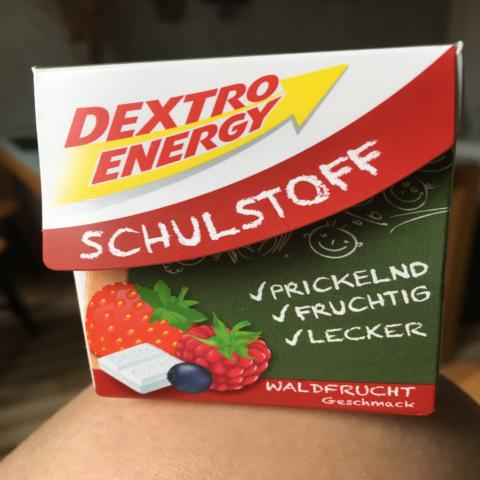 DEXTRO
ENERGY
SCHULSTOFF
✓PRICKELND
✓FRUCHTIG
✓LECKER
WALDFRUCHT
Geschmack